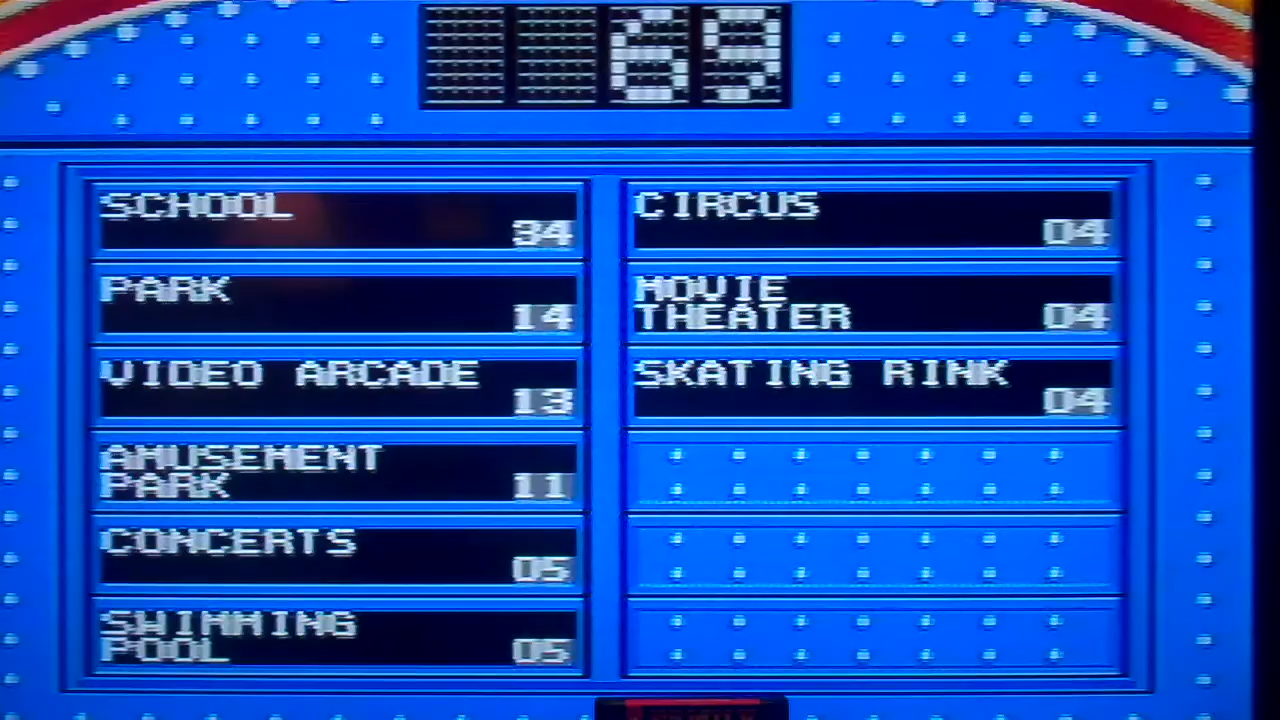 69
SCHOOL
34
PARK
14
VIDEO ARCADE
13
AMUSEMENT
PARK
11
CONCERTS
05
SWIMMING
POOL
05
CIRCUS
04
MOVIE
THEATER
04
SKATING RINK
04